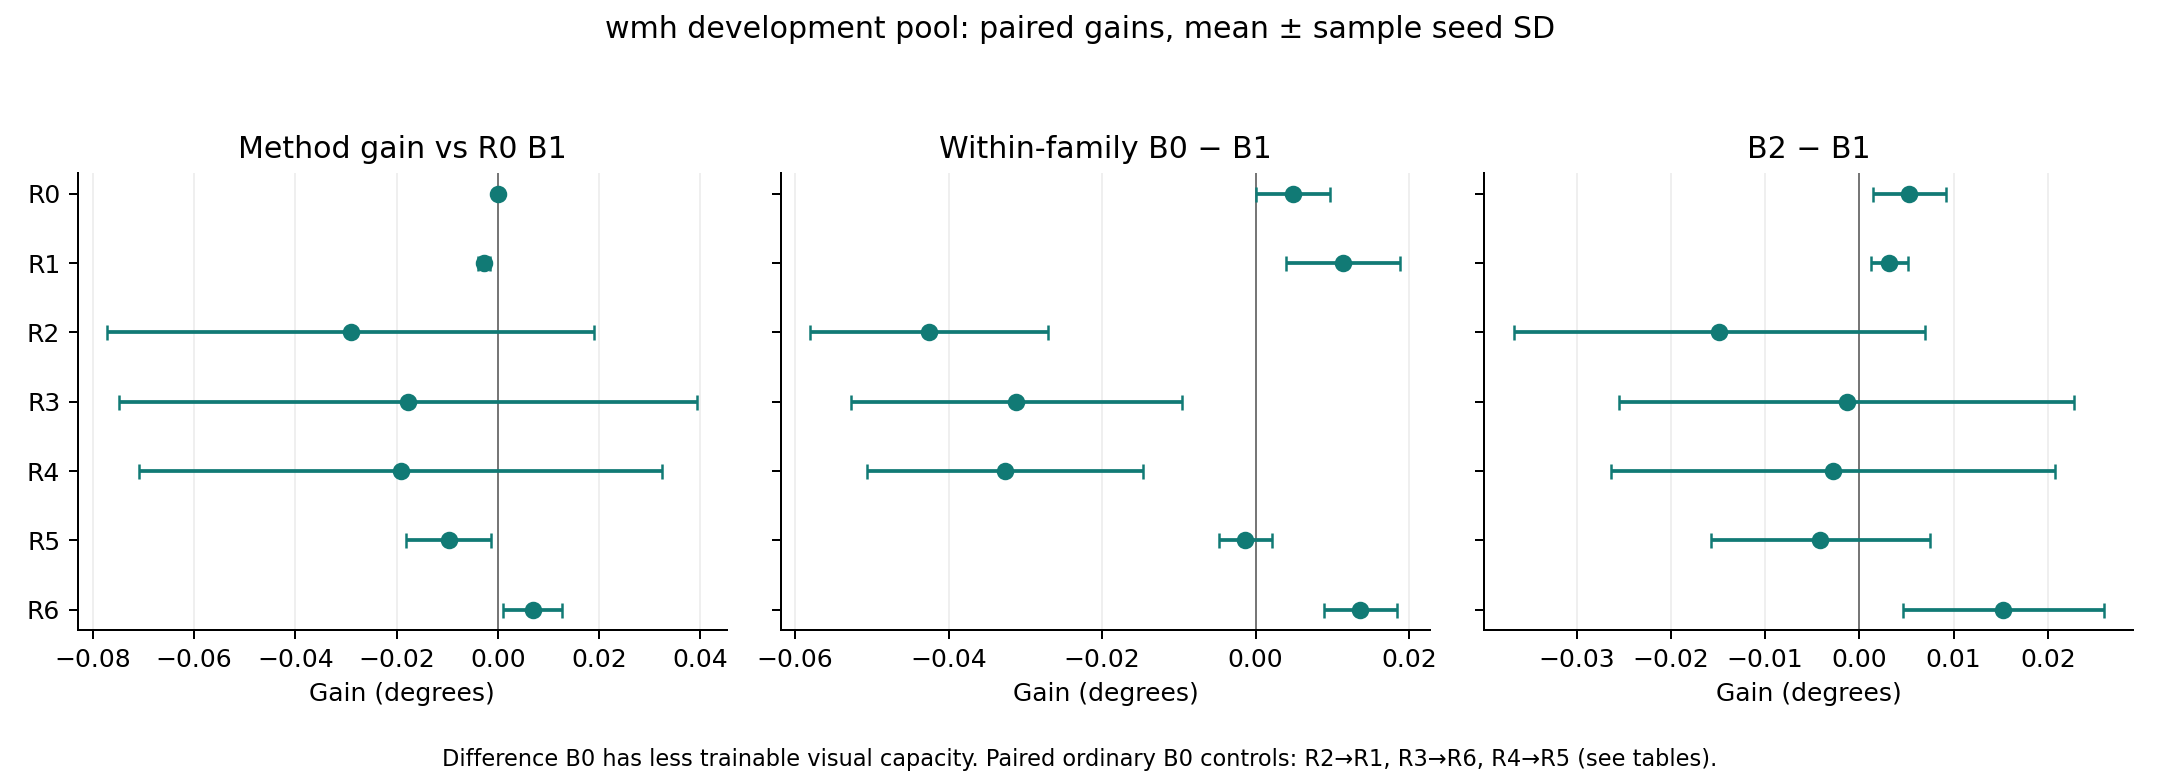 wmh development pool: paired gains, mean ± sample seed SD
Method gain vs R0 B1
Within-family B0 − B1
B2 − B1
R0
R1
R2
R3
R4
R5
R6
−0.08 −0.06 −0.04 −0.02 0.00 0.02 0.04
−0.06 −0.04 −0.02 0.00 0.02
−0.03 −0.02 −0.01 0.00 0.01 0.02
Gain (degrees)
Gain (degrees)
Gain (degrees)
Difference B0 has less trainable visual capacity. Paired ordinary B0 controls: R2→R1, R3→R6, R4→R5 (see tables).